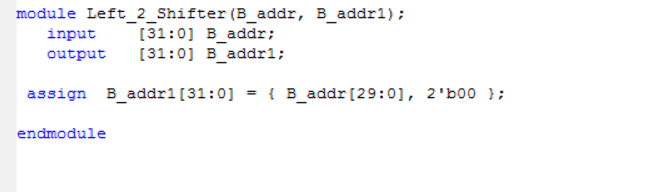 module Left_2_Shifter(B_addr, B_addr1);
input [31:0] B_addr;
output [31:0] B_addr1;
assign B_addr1[31:0] = { B_addr[29:0], 2'b00 };
endmodule